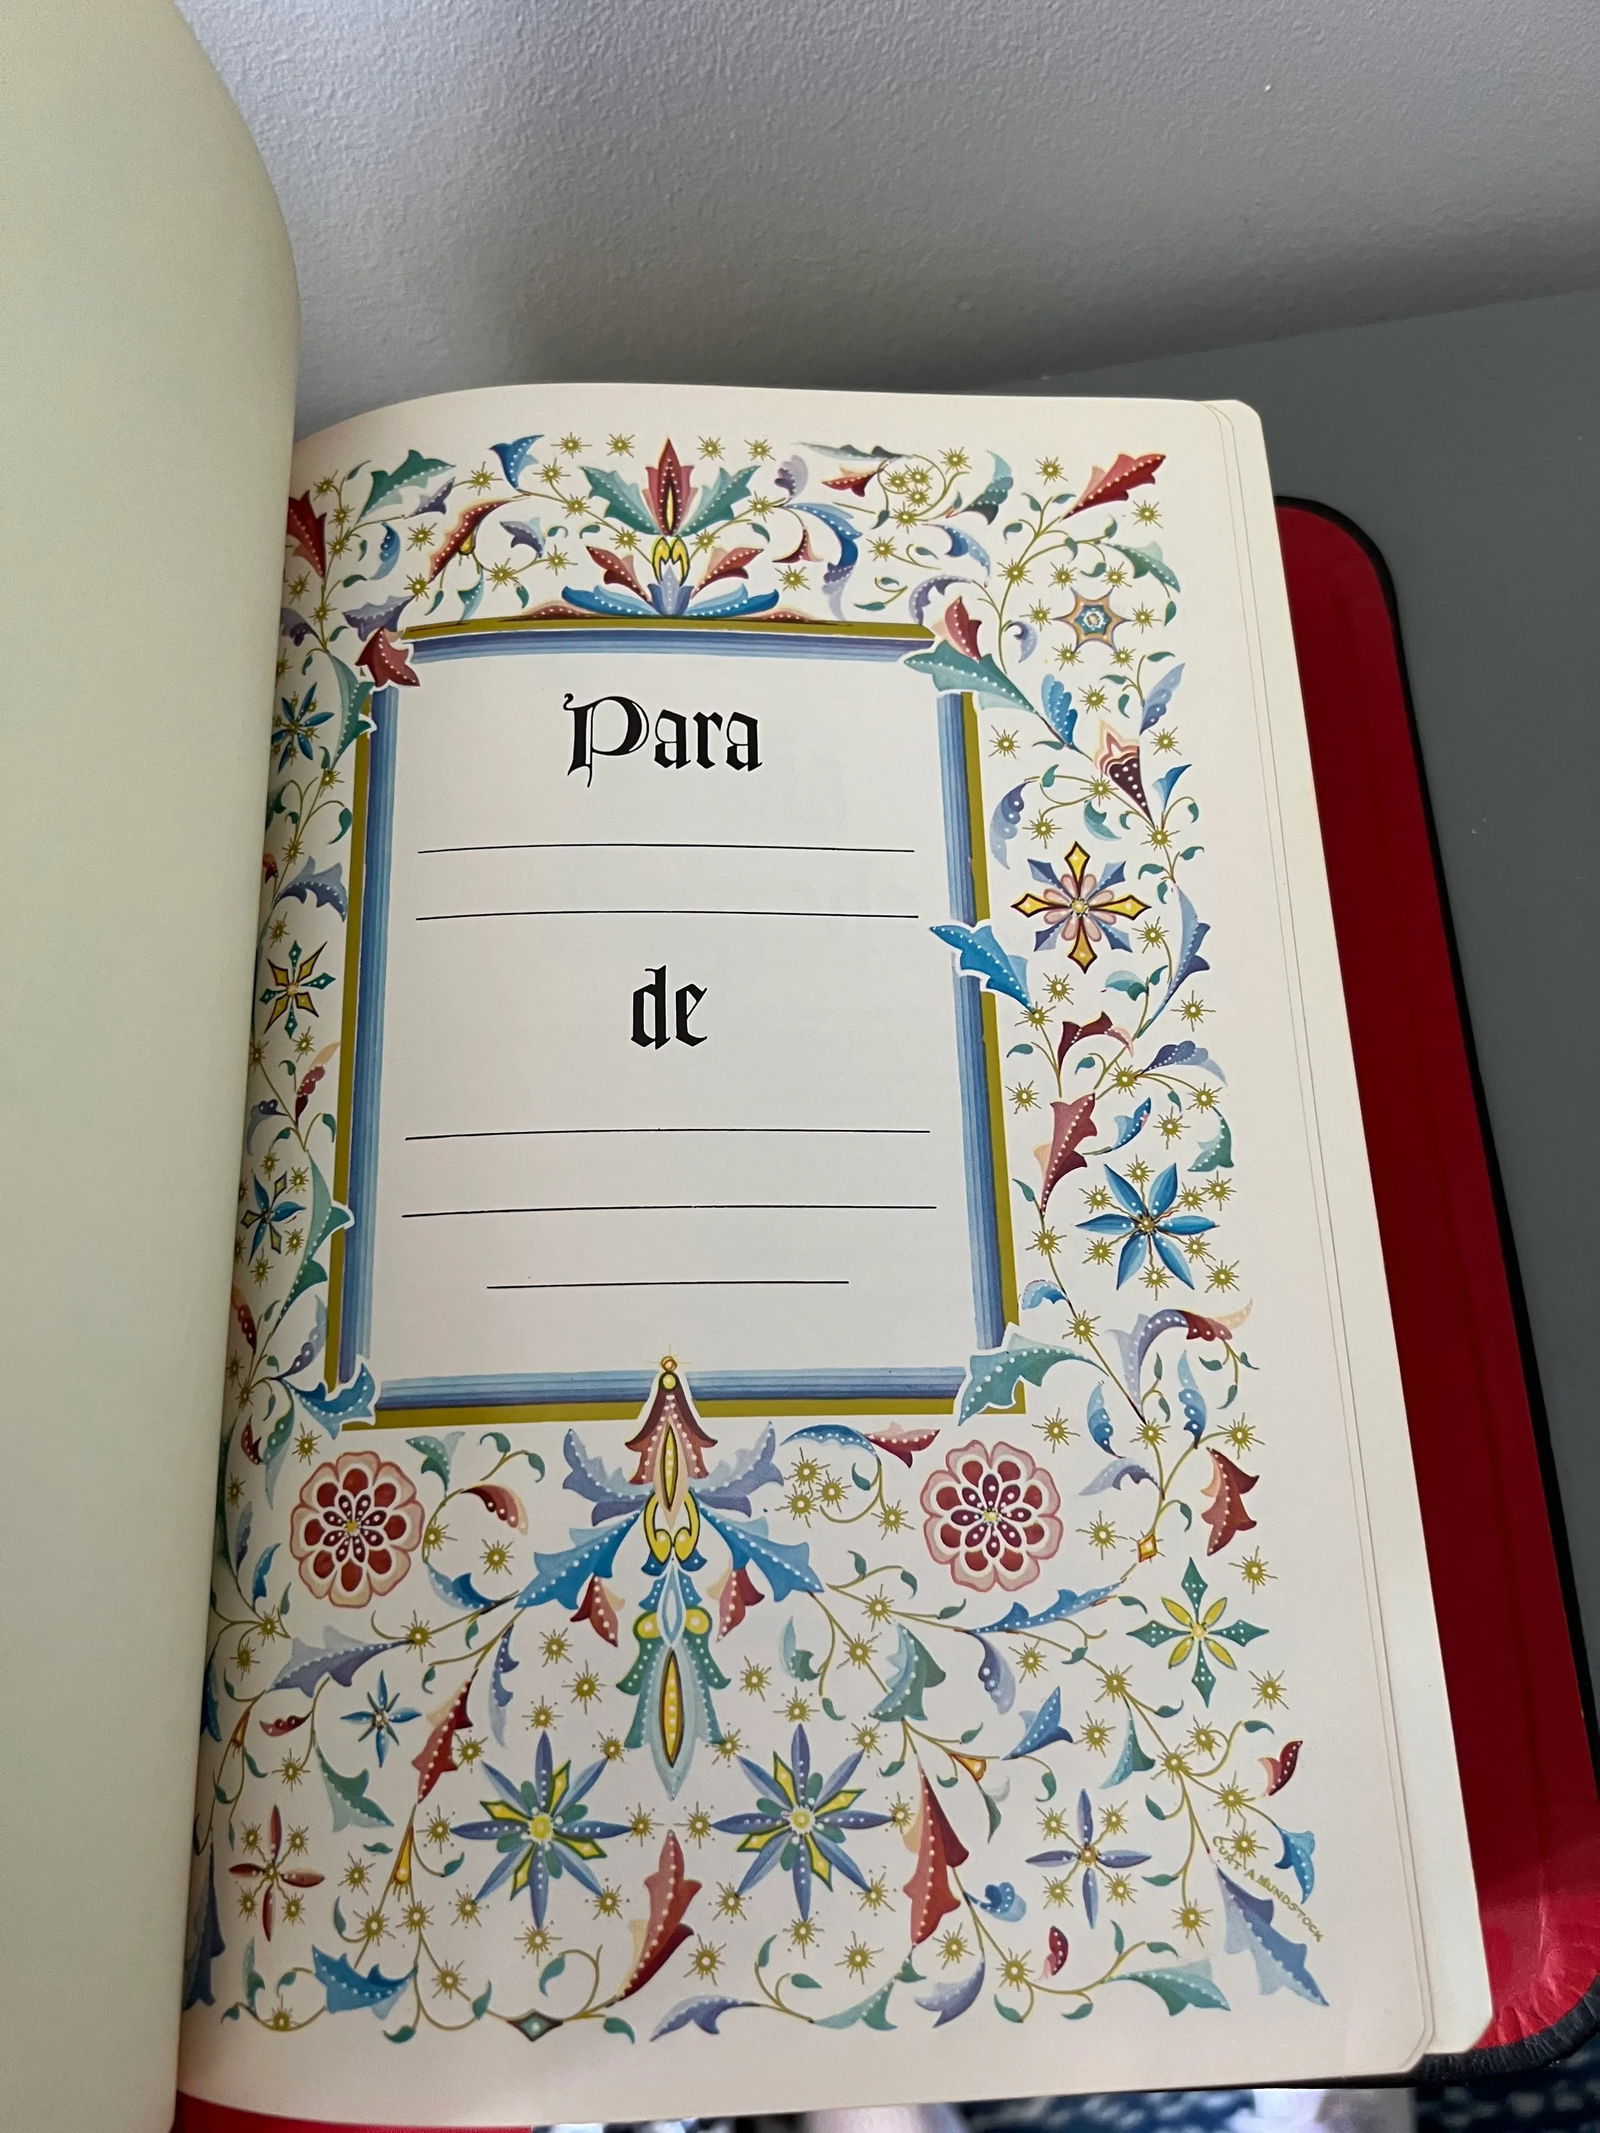 Para
de
CURT A. MUNDSTOCK